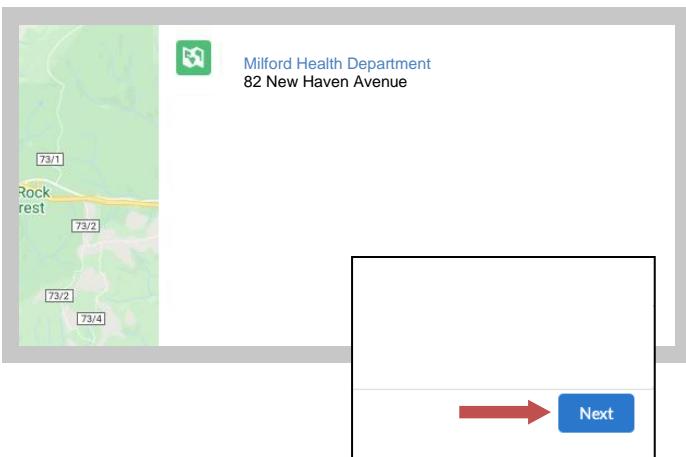 Milford Health Department
82 New Haven Avenue
73/1
Rock
rest
73/2
73/2
73/4
Next